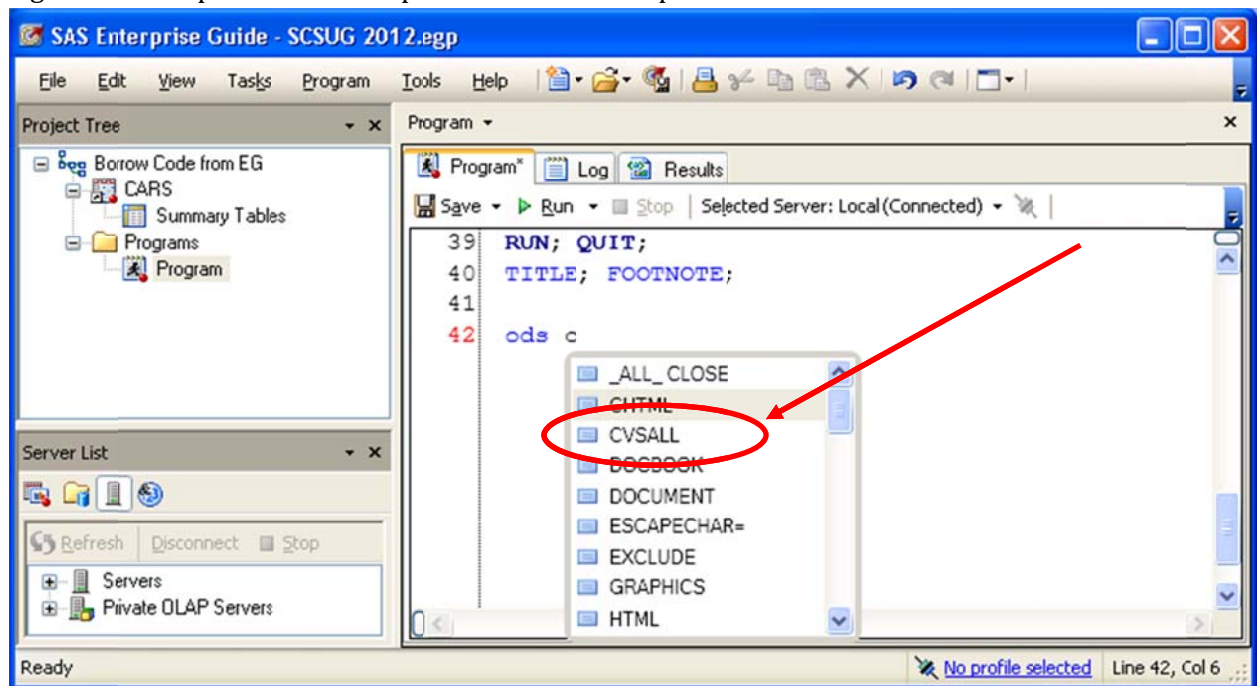 SAS Enterprise Guide - SCSUG 2012.egp
File Edit View Tasks Program Tools Help
Project Tree
Borrow Code from EG
CARS
Summary Tables
Programs
Program
Server List
Refresh Disconnect Stop
Servers
Private OLAP Servers
Program
Program* Log Results
Save Run Stop Selected Server: Local (Connected)
39 RUN; QUIT;
40 TITLE; FOOTNOTE;
41
42 ods c
_ALL_ CLOSE
CHTML
CVSALL
DOCBOOK
DOCUMENT
ESCAPECHAR=
EXCLUDE
GRAPHICS
HTML
Ready No profile selected Line 42, Col 6